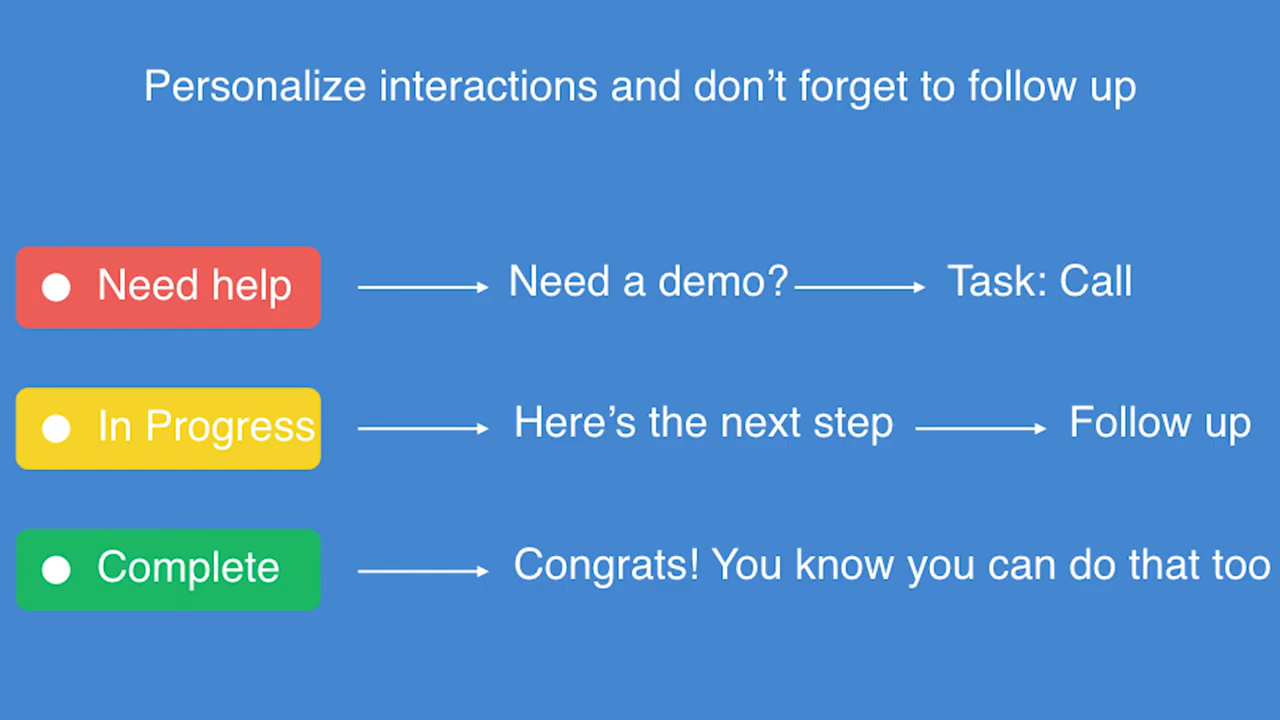 Personalize interactions and don’t forget to follow up
Need help Need a demo? Task: Call
In Progress Here’s the next step Follow up
Complete Congrats! You know you can do that too